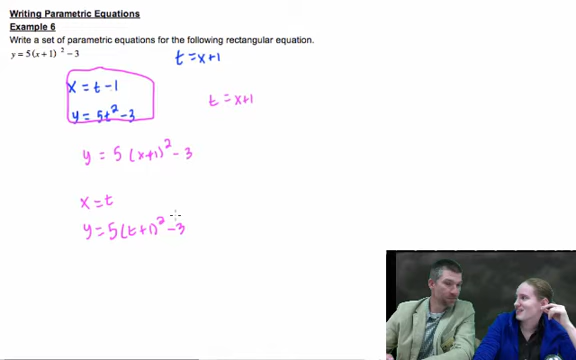 Writing Parametric Equations
Example 6
Write a set of parametric equations for the following rectangular equation.
y = 5(x + 1)² − 3
t = x+1
x = t − 1
y = 5t² − 3
t = x+1
y = 5 (x+1)² − 3
x = t
y = 5(t+1)² − 3